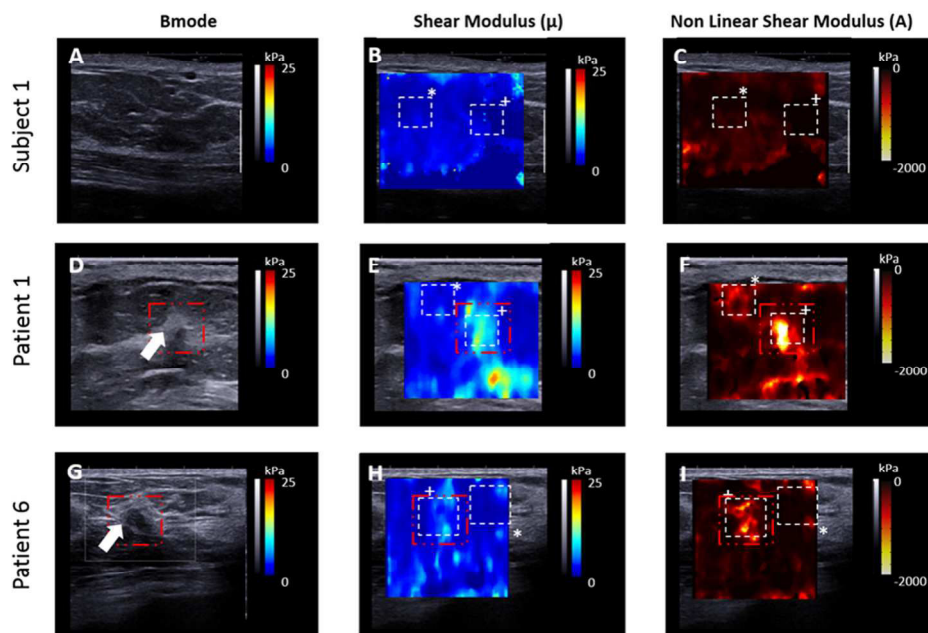 Bmode Shear Modulus (μ) Non Linear Shear Modulus (A)
Subject 1
A kPa 25 0
B * + kPa 25 0
C * + kPa 0 -2000
Patient 1
D kPa 25 0
E * + kPa 25 0
F * + kPa 0 -2000
Patient 6
G kPa 25 0
H + * kPa 25 0
I + * kPa 0 -2000